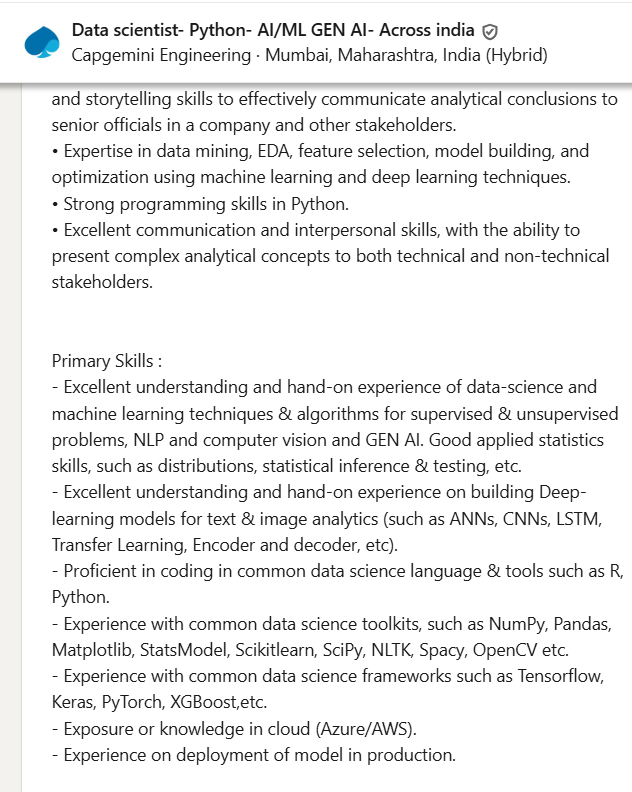 Data scientist- Python- AI/ML GEN AI- Across india
Capgemini Engineering · Mumbai, Maharashtra, India (Hybrid)
and storytelling skills to effectively communicate analytical conclusions to
senior officials in a company and other stakeholders.
• Expertise in data mining, EDA, feature selection, model building, and
optimization using machine learning and deep learning techniques.
• Strong programming skills in Python.
• Excellent communication and interpersonal skills, with the ability to
present complex analytical concepts to both technical and non-technical
stakeholders.
Primary Skills :
- Excellent understanding and hand-on experience of data-science and
machine learning techniques & algorithms for supervised & unsupervised
problems, NLP and computer vision and GEN AI. Good applied statistics
skills, such as distributions, statistical inference & testing, etc.
- Excellent understanding and hand-on experience on building Deep-
learning models for text & image analytics (such as ANNs, CNNs, LSTM,
Transfer Learning, Encoder and decoder, etc).
- Proficient in coding in common data science language & tools such as R,
Python.
- Experience with common data science toolkits, such as NumPy, Pandas,
Matplotlib, StatsModel, Scikitlearn, SciPy, NLTK, Spacy, OpenCV etc.
- Experience with common data science frameworks such as Tensorflow,
Keras, PyTorch, XGBoost,etc.
- Exposure or knowledge in cloud (Azure/AWS).
- Experience on deployment of model in production.